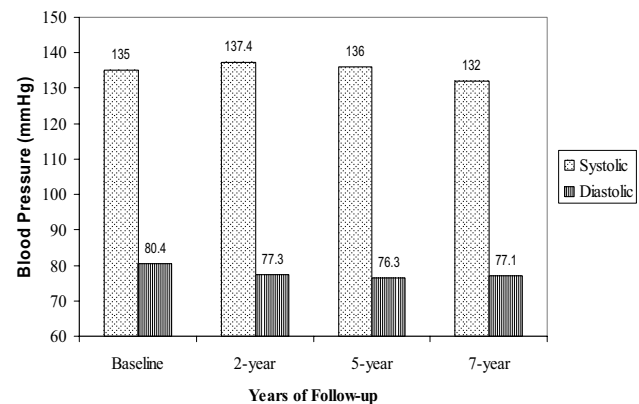 150
140
130
120
110
100
90
80
70
60
Blood Pressure (mmHg)
135
80.4
137.4
77.3
136
76.3
132
77.1
Baseline
2-year
5-year
7-year
Years of Follow-up
Systolic
Diastolic